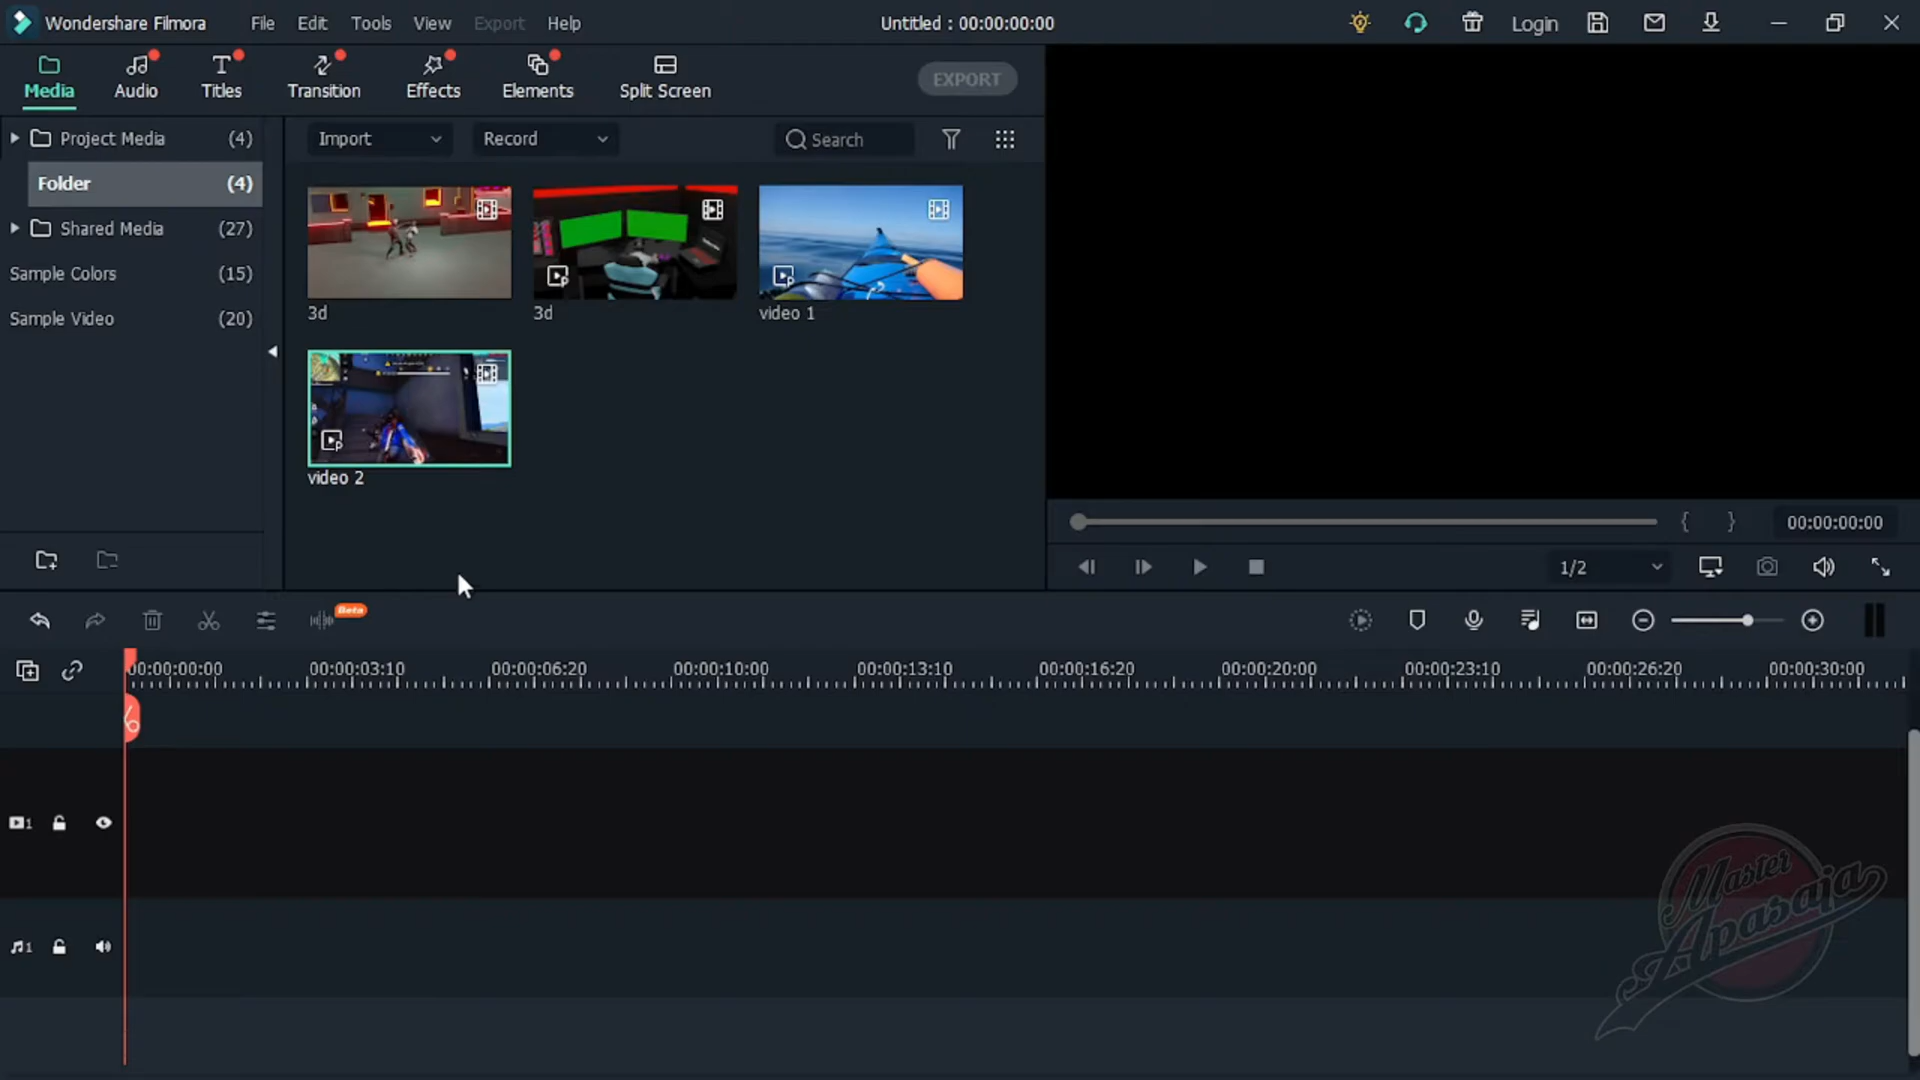 Wondershare Filmora File Edit Tools View Export Help Untitled : 00:00:00:00 Login
Media Audio Titles Transition Effects Elements Split Screen EXPORT
Project Media (4)
Folder (4)
Shared Media (27)
Sample Colors (15)
Sample Video (20)
Import Record Search
3d 3d video 1
video 2
{ } 00:00:00:00
1/2
Beta
00:00:00:00 00:00:03:10 00:00:06:20 00:00:10:00 00:00:13:10 00:00:16:20 00:00:20:00 00:00:23:10 00:00:26:20 00:00:30:00
1
1
Master
Apasaja